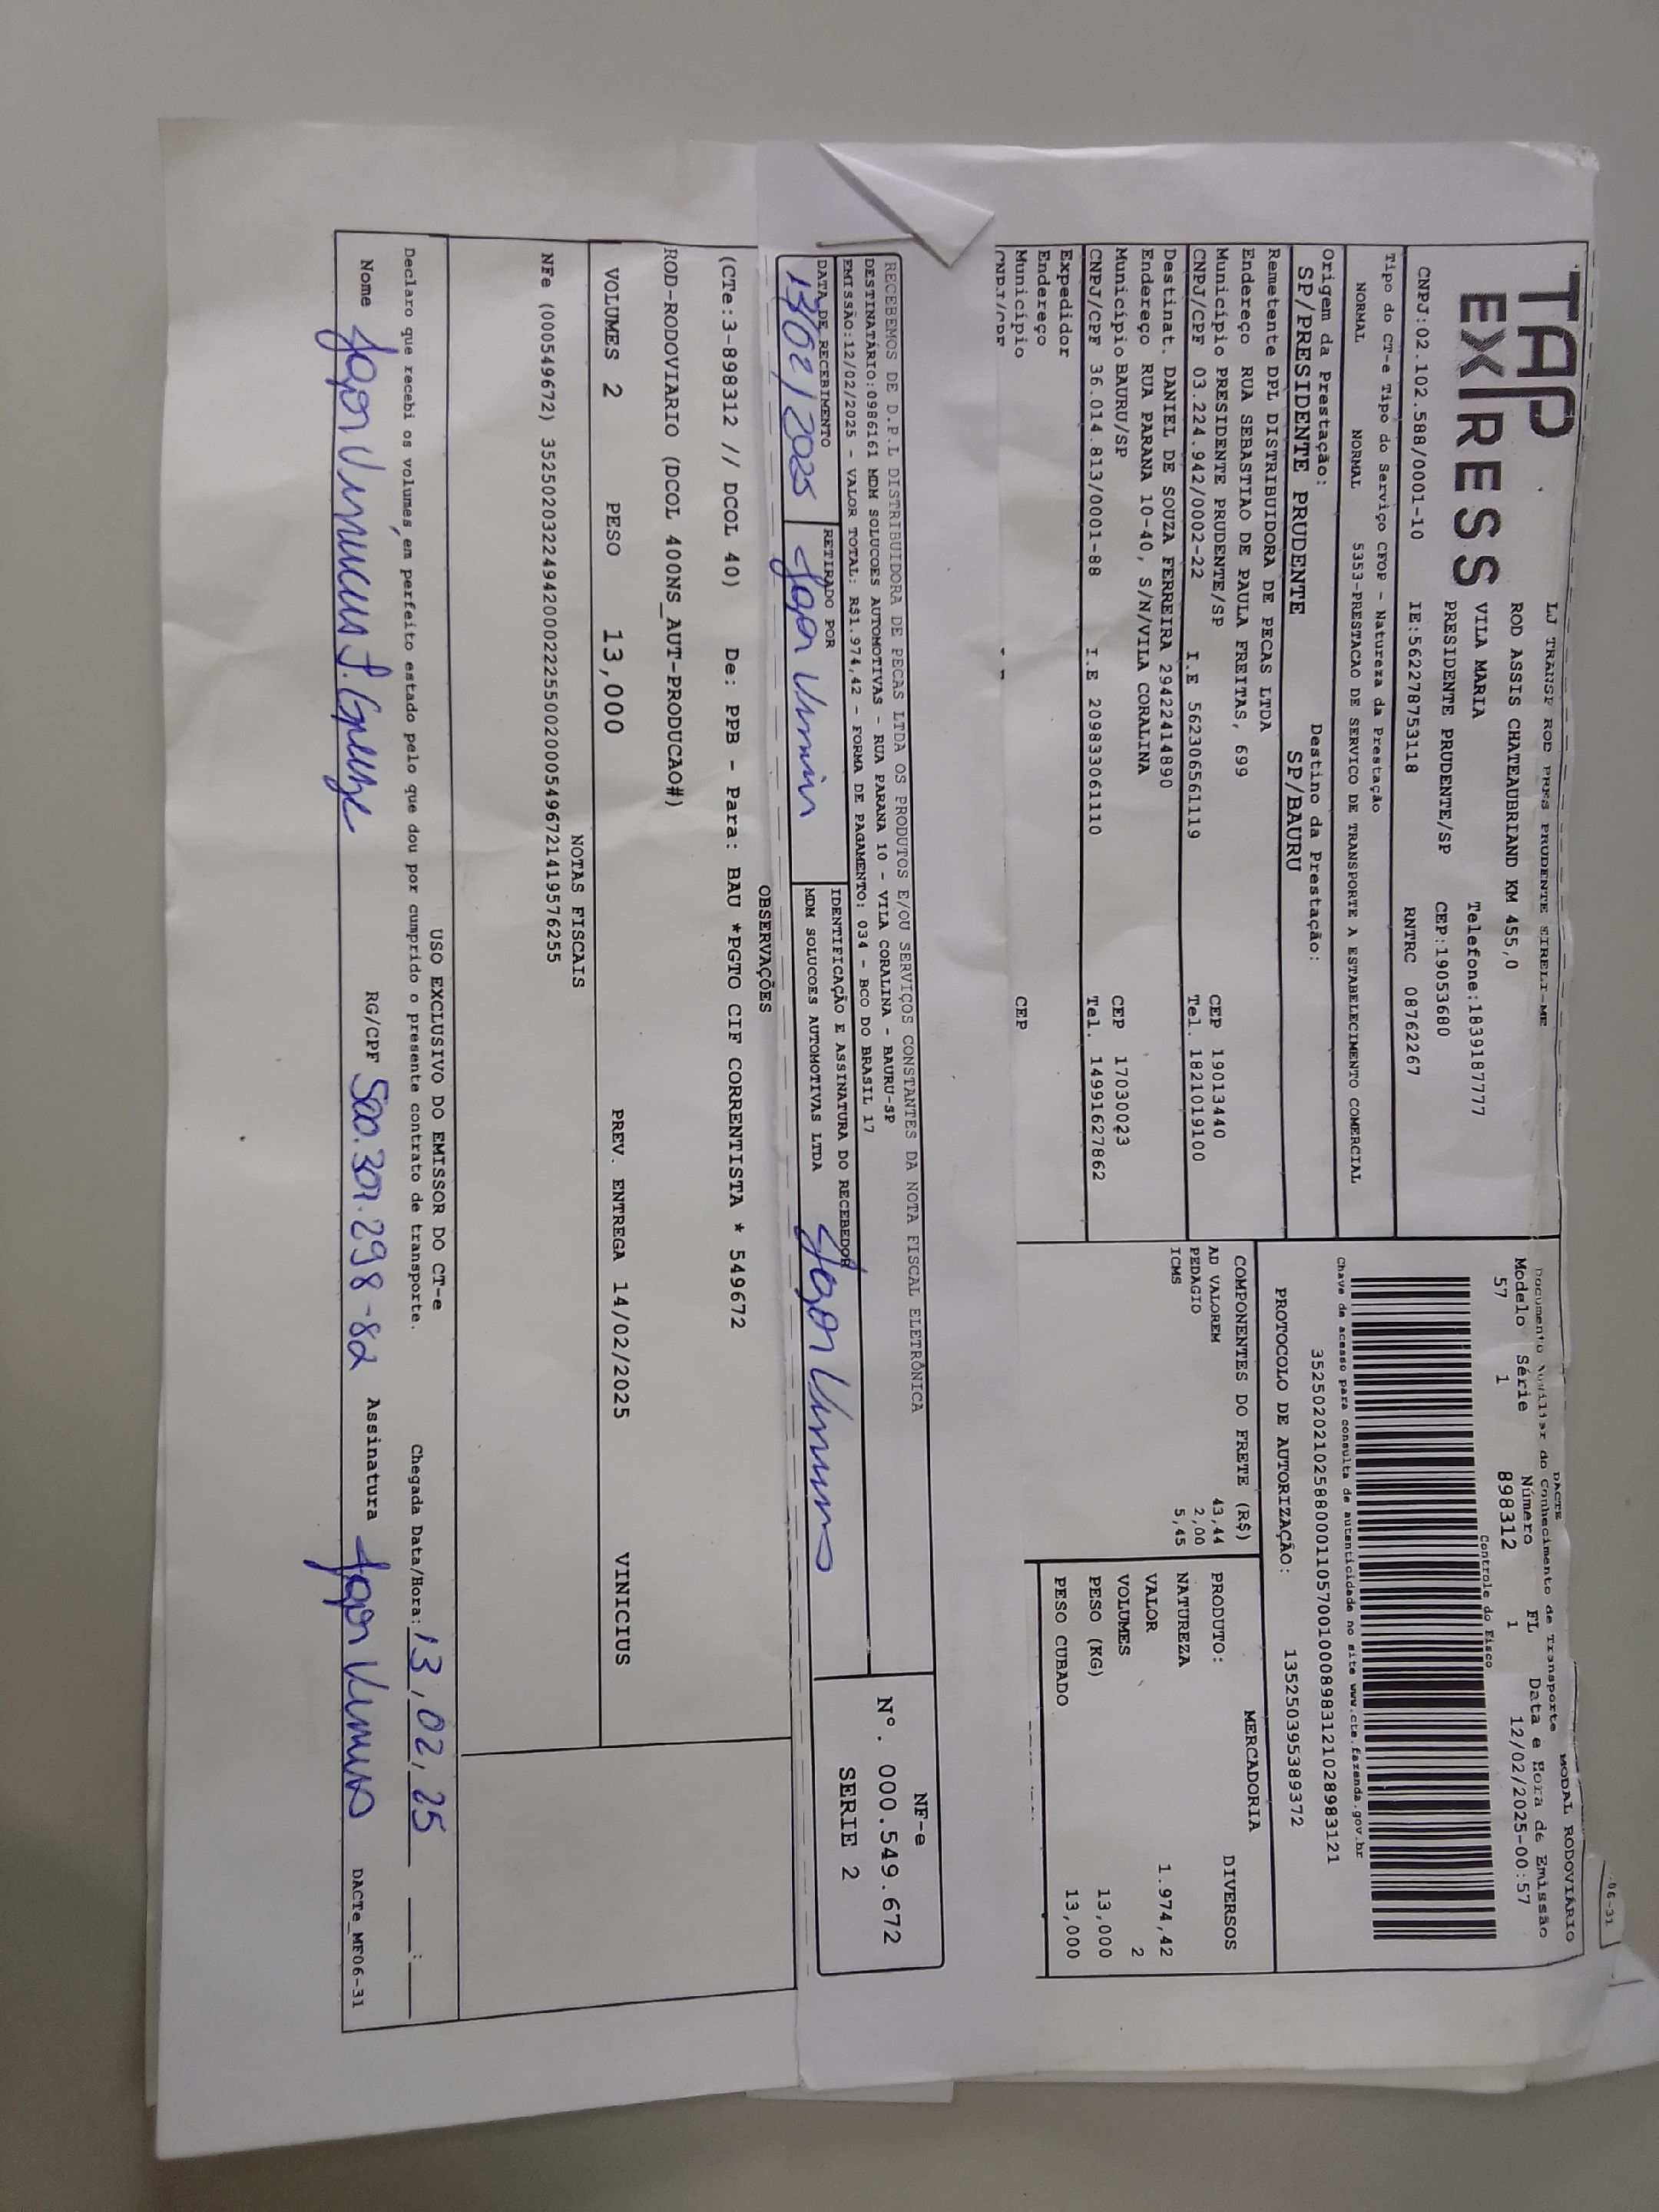 TAP
EXPRESS
LJ TRANSP ROD PRES PRUDENTE EIRELI-ME
ROD ASSIS CHATEAUBRIAND KM 455,0
VILA MARIA Telefone:1839187777
PRESIDENTE PRUDENTE/SP CEP:19053680
CNPJ:02.102.588/0001-10 IE:562278753118 RNTRC 08762267
Tipo do CT-e Tipo do Serviço CFOP - Natureza da Prestação
NORMAL NORMAL 5353-PRESTACAO DE SERVICO DE TRANSPORTE A ESTABELECIMENTO COMERCIAL
Origem da Prestação: Destino da Prestação:
SP/PRESIDENTE PRUDENTE SP/BAURU
Remetente DPL DISTRIBUIDORA DE PECAS LTDA
Endereço RUA SEBASTIAO DE PAULA FREITAS, 699
Município PRESIDENTE PRUDENTE/SP CEP 19013440
CNPJ/CPF 03.224.942/0002-22 I.E 562306561119 Tel. 1821019100
Destinat. DANIEL DE SOUZA FERREIRA 29422414890
Endereço RUA PARANA 10-40, S/N/VILA CORALINA
Município BAURU/SP CEP 17030023
CNPJ/CPF 36.014.813/0001-88 I.E 209833061110 Tel. 14991627862
Expedidor
Endereço
Município CEP
CNPJ/CPF
DACTE MODAL RODOVIÁRIO
Documento Auxiliar do Conhecimento de Transporte
Modelo Série Número FL Data e Hora de Emissão
57 1 898312 1 12/02/2025-00:57
Controle do Fisco
Chave de acesso para consulta de autenticidade no site www.cte.fazenda.gov.br
35250202102588000110570010008983121028983121
PROTOCOLO DE AUTORIZAÇÃO: 135250395389372
COMPONENTES DO FRETE (R$)
AD VALOREM 43,44
PEDAGIO 2,00
ICMS 5,45
MERCADORIA
PRODUTO: DIVERSOS
NATUREZA
VALOR 1.974,42
VOLUMES 2
PESO (KG) 13,000
PESO CUBADO 13,000
06-31
RECEBEMOS DE D.P.L DISTRIBUIDORA DE PECAS LTDA OS PRODUTOS E/OU SERVIÇOS CONSTANTES DA NOTA FISCAL ELETRÔNICA
DESTINATÁRIO:0986161 MDM SOLUCOES AUTOMOTIVAS - RUA PARANA 10 - VILA CORALINA - BAURU-SP
EMISSÃO:12/02/2025 - VALOR TOTAL: R$1.974,42 - FORMA DE PAGAMENTO: 034 - BCO DO BRASIL 17
DATA DE RECEBIMENTO RETIRADO POR IDENTIFICAÇÃO E ASSINATURA DO RECEBEDOR
13/02/2025 MDM SOLUCOES AUTOMOTIVAS LTDA
NF-e
Nº. 000.549.672
SERIE 2
OBSERVAÇÕES
(CTe:3-898312 // DCOL 40) De: PPB - Para: BAU *PGTO CIF CORRENTISTA * 549672
ROD-RODOVIARIO (DCOL 400NS_AUT-PRODUCAO#)
VOLUMES 2 PESO 13,000 PREV. ENTREGA 14/02/2025 VINICIUS
NOTAS FISCAIS
NFe (000549672) 35250203224942000222550020005496721419576255
USO EXCLUSIVO DO EMISSOR DO CT-e
Declaro que recebi os volumes, em perfeito estado pelo que dou por cumprido o presente contrato de transporte. Chegada Data/Hora: 13,02,25 :
Nome RG/CPF 500.307.298-82 Assinatura DACTe_MF06-31